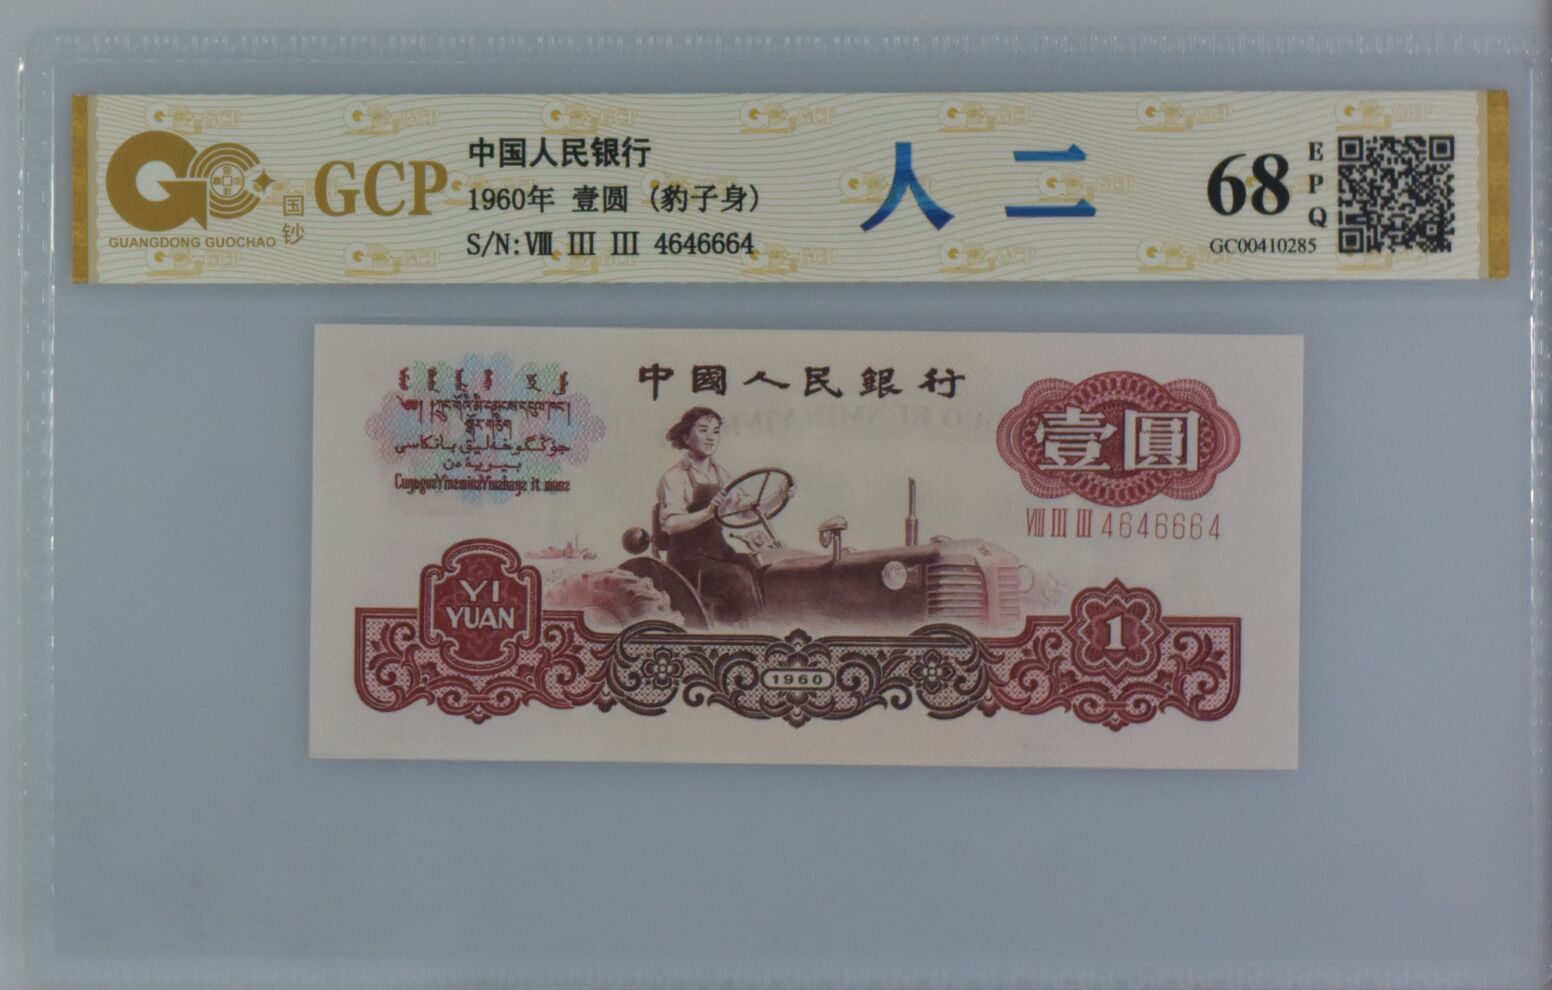 GUANGDONG GUOCHAO
国钞
GCP
中国人民银行
1960年 壹圆 (豹子身)
S/N:Ⅷ Ⅲ Ⅲ 4646664
人二
68
EPQ
GC00410285
中國人民銀行
壹圓
Ⅷ Ⅲ Ⅲ 4646664
YI
YUAN
1960
1